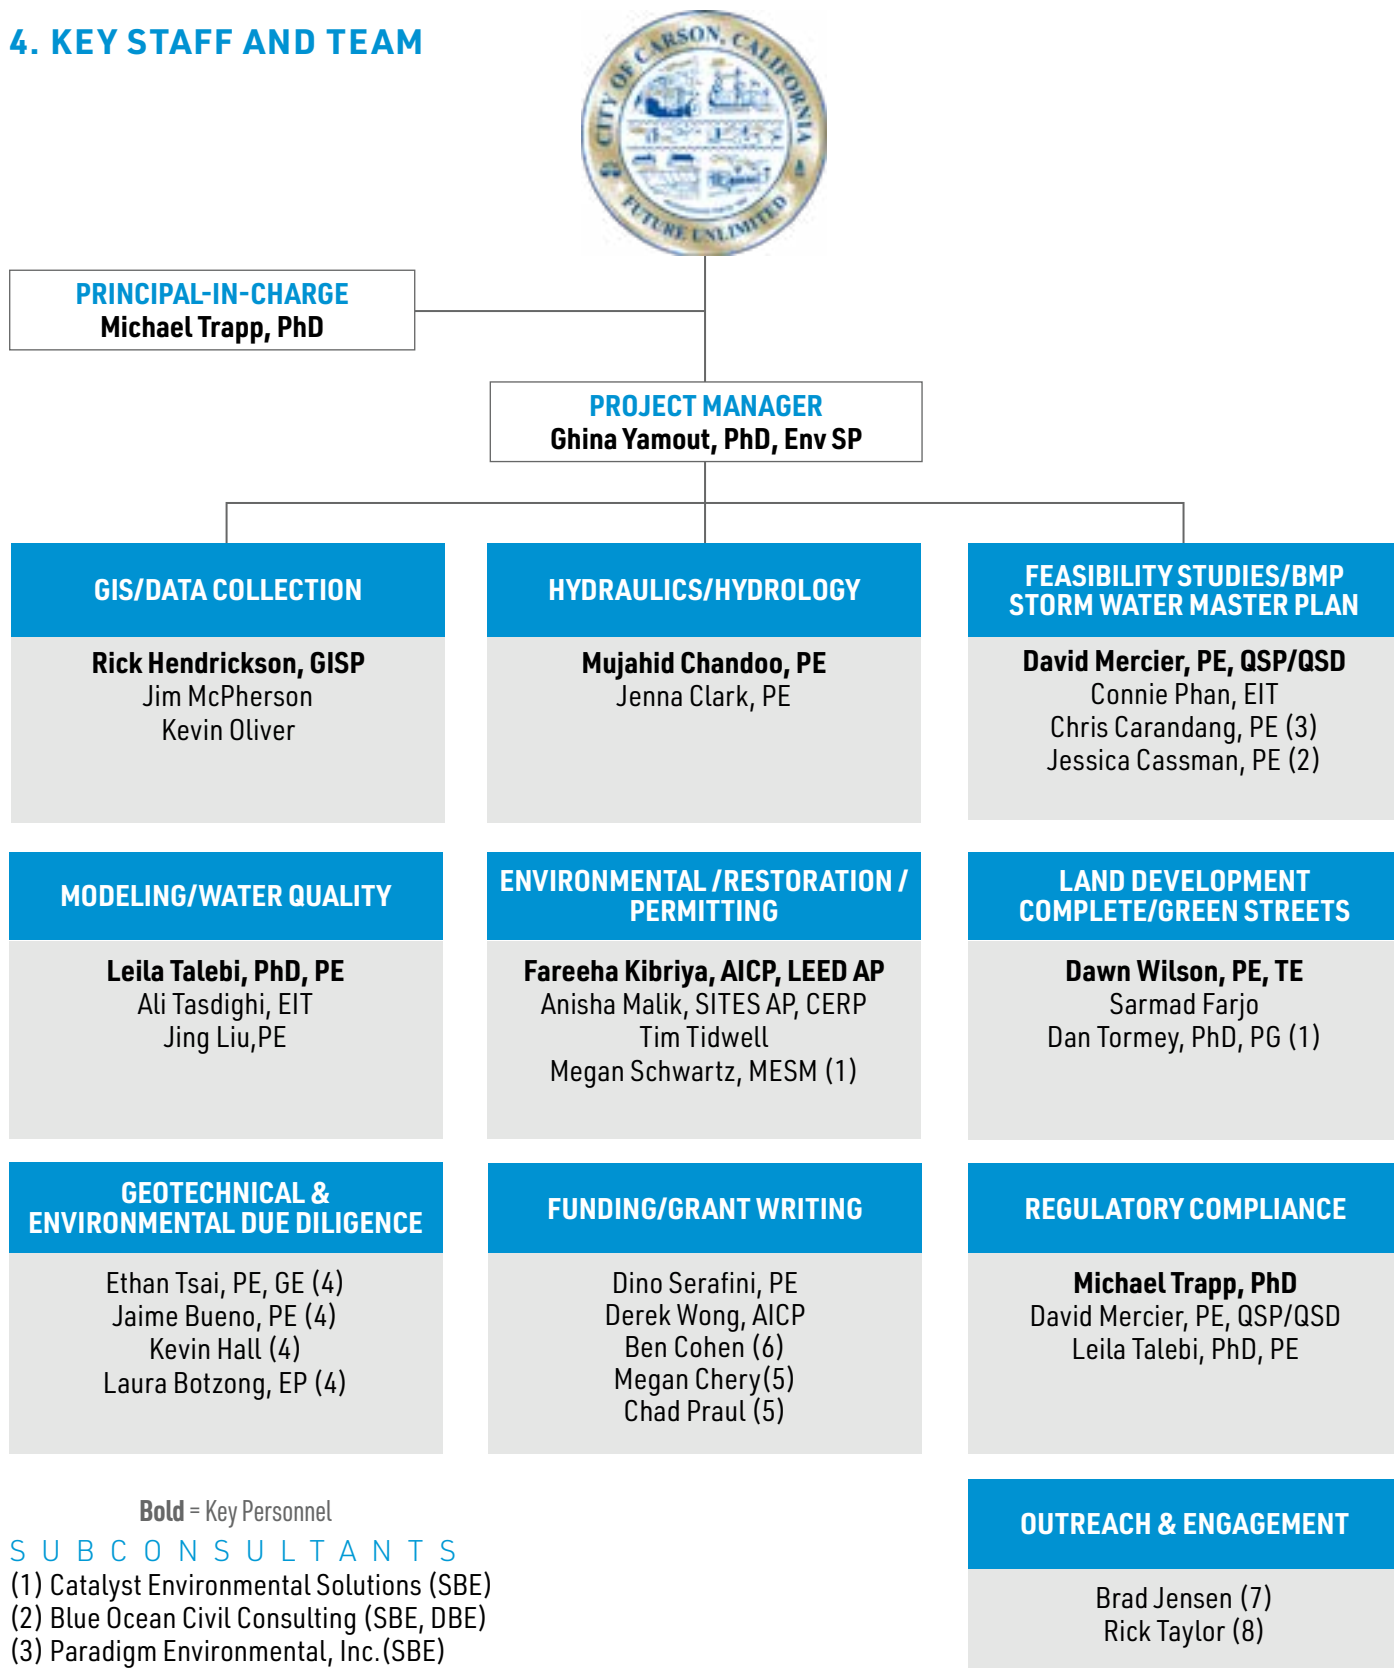 4. KEY STAFF AND TEAM
CITY OF CARSON, CALIFORNIA
FUTURE UNLIMITED
PRINCIPAL-IN-CHARGE
Michael Trapp, PhD
PROJECT MANAGER
Ghina Yamout, PhD, Env SP
GIS/DATA COLLECTION
Rick Hendrickson, GISP
Jim McPherson
Kevin Oliver
HYDRAULICS/HYDROLOGY
Mujahid Chandoo, PE
Jenna Clark, PE
FEASIBILITY STUDIES/BMP
STORM WATER MASTER PLAN
David Mercier, PE, QSP/QSD
Connie Phan, EIT
Chris Carandang, PE (3)
Jessica Cassman, PE (2)
MODELING/WATER QUALITY
Leila Talebi, PhD, PE
Ali Tasdighi, EIT
Jing Liu,PE
ENVIRONMENTAL /RESTORATION /
PERMITTING
Fareeha Kibriya, AICP, LEED AP
Anisha Malik, SITES AP, CERP
Tim Tidwell
Megan Schwartz, MESM (1)
LAND DEVELOPMENT
COMPLETE/GREEN STREETS
Dawn Wilson, PE, TE
Sarmad Farjo
Dan Tormey, PhD, PG (1)
GEOTECHNICAL &
ENVIRONMENTAL DUE DILIGENCE
Ethan Tsai, PE, GE (4)
Jaime Bueno, PE (4)
Kevin Hall (4)
Laura Botzong, EP (4)
FUNDING/GRANT WRITING
Dino Serafini, PE
Derek Wong, AICP
Ben Cohen (6)
Megan Chery(5)
Chad Praul (5)
REGULATORY COMPLIANCE
Michael Trapp, PhD
David Mercier, PE, QSP/QSD
Leila Talebi, PhD, PE
OUTREACH & ENGAGEMENT
Brad Jensen (7)
Rick Taylor (8)
Bold = Key Personnel
SUBCONSULTANTS
(1) Catalyst Environmental Solutions (SBE)
(2) Blue Ocean Civil Consulting (SBE, DBE)
(3) Paradigm Environmental, Inc.(SBE)